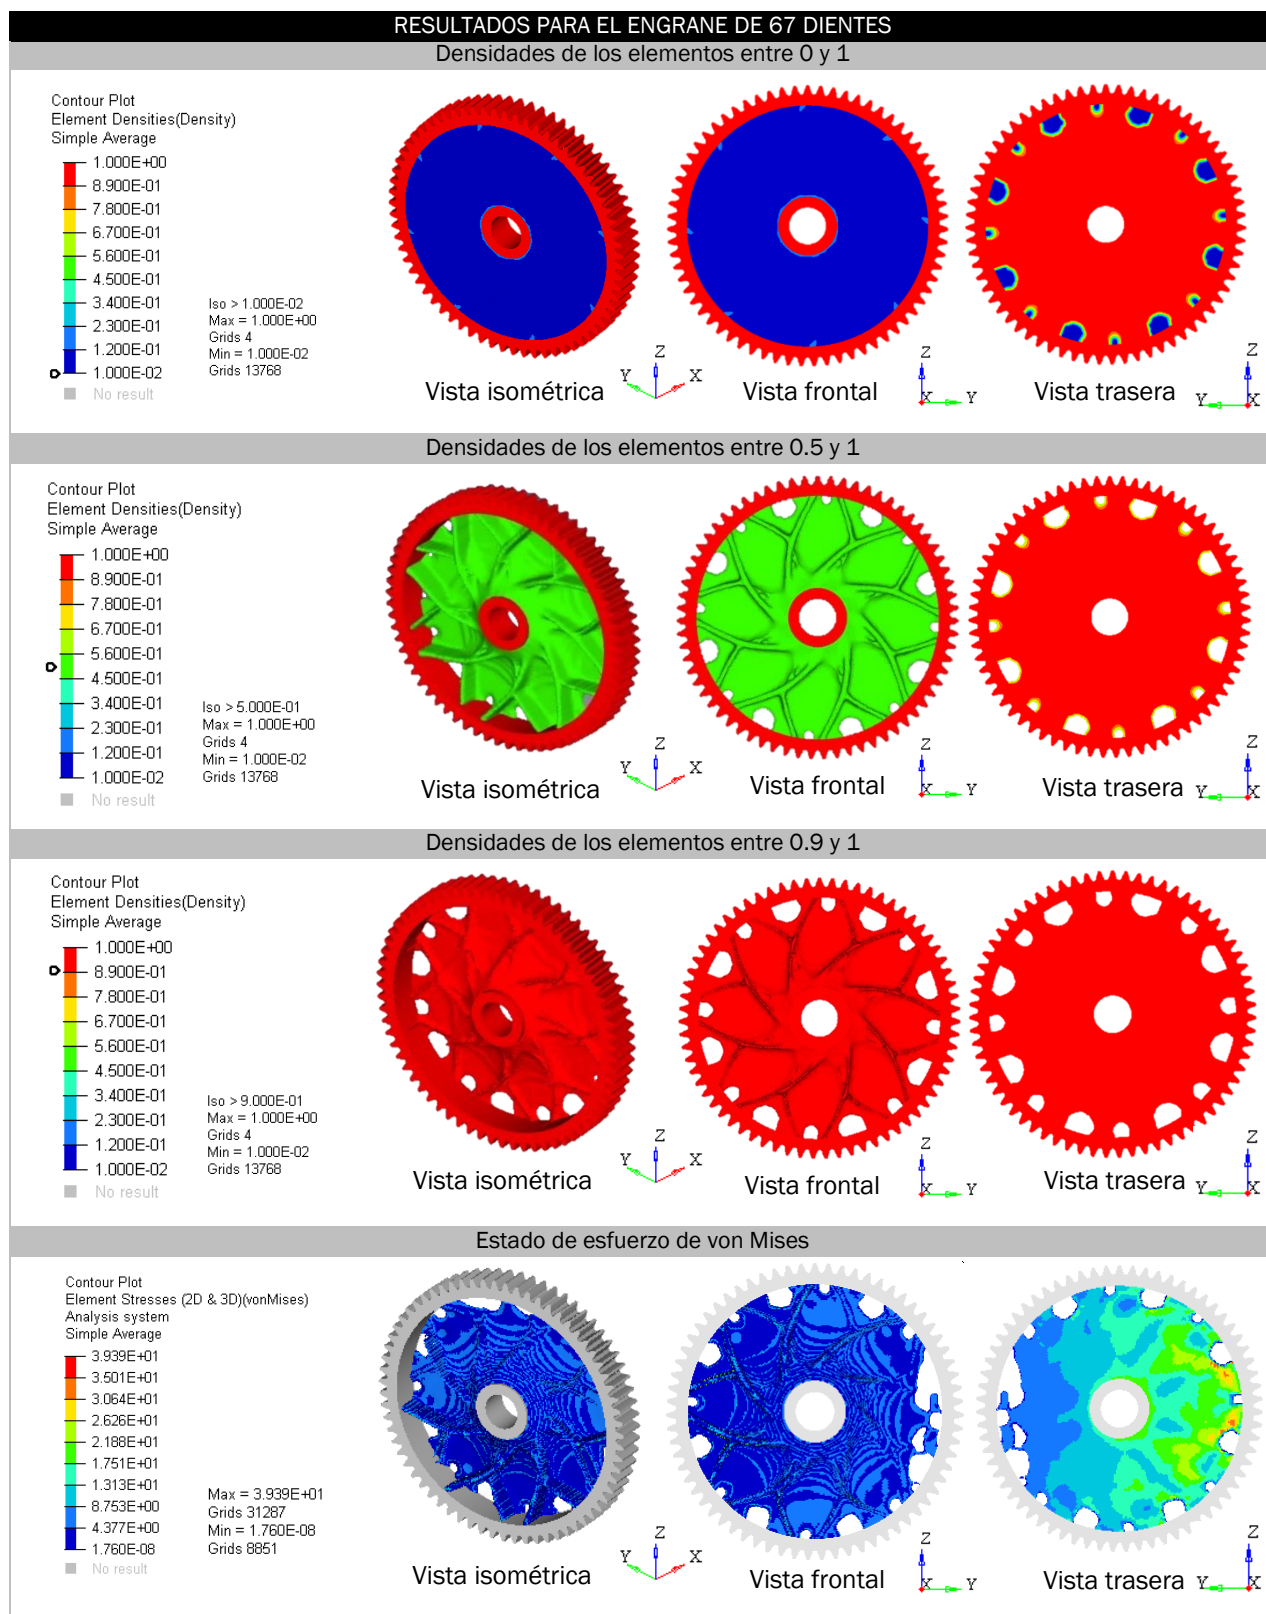 RESULTADOS PARA EL ENGRANE DE 67 DIENTES
Densidades de los elementos entre 0 y 1
Contour Plot
Element Densities(Density)
Simple Average
1.000E+00
8.900E-01
7.800E-01
6.700E-01
5.600E-01
4.500E-01
3.400E-01
2.300E-01
1.200E-01
1.000E-02
No result
Iso > 1.000E-02
Max = 1.000E+00
Grids 4
Min = 1.000E-02
Grids 13768
Vista isométrica
Z
Y
X
Vista frontal
Z
X
Y
Vista trasera
Z
Y
X
Densidades de los elementos entre 0.5 y 1
Contour Plot
Element Densities(Density)
Simple Average
1.000E+00
8.900E-01
7.800E-01
6.700E-01
5.600E-01
4.500E-01
3.400E-01
2.300E-01
1.200E-01
1.000E-02
No result
Iso > 5.000E-01
Max = 1.000E+00
Grids 4
Min = 1.000E-02
Grids 13768
Vista isométrica
Z
Y
X
Vista frontal
Z
X
Y
Vista trasera
Z
Y
X
Densidades de los elementos entre 0.9 y 1
Contour Plot
Element Densities(Density)
Simple Average
1.000E+00
8.900E-01
7.800E-01
6.700E-01
5.600E-01
4.500E-01
3.400E-01
2.300E-01
1.200E-01
1.000E-02
No result
Iso > 9.000E-01
Max = 1.000E+00
Grids 4
Min = 1.000E-02
Grids 13768
Vista isométrica
Z
Y
X
Vista frontal
Z
X
Y
Vista trasera
Z
Y
X
Estado de esfuerzo de von Mises
Contour Plot
Element Stresses (2D & 3D)(vonMises)
Analysis system
Simple Average
3.939E+01
3.501E+01
3.064E+01
2.626E+01
2.188E+01
1.751E+01
1.313E+01
8.753E+00
4.377E+00
1.760E-08
No result
Max = 3.939E+01
Grids 31287
Min = 1.760E-08
Grids 8851
Vista isométrica
Z
Y
X
Vista frontal
Z
X
Y
Vista trasera
Z
Y
X